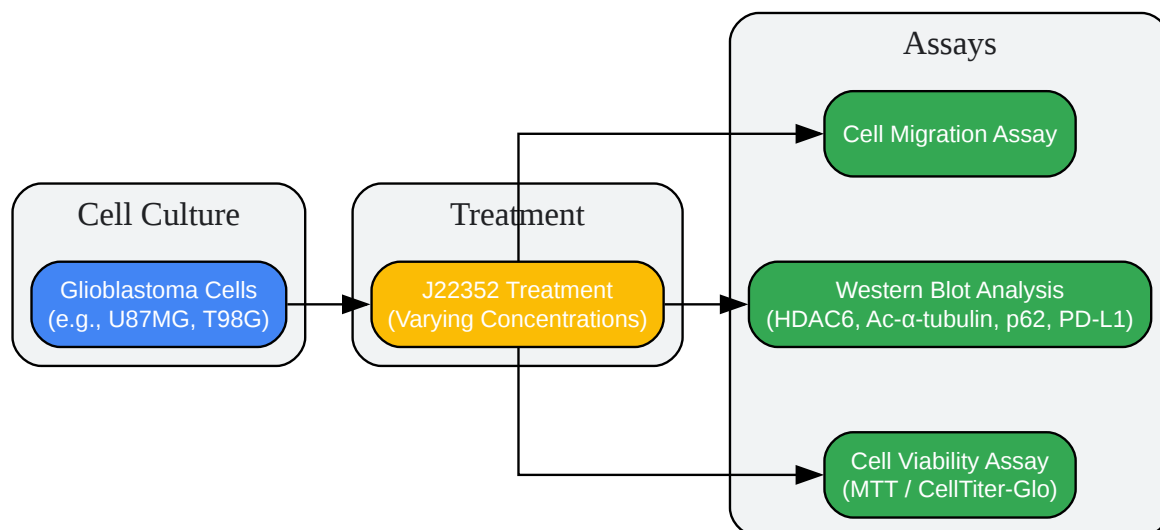 Cell Culture
Glioblastoma Cells
(e.g., U87MG, T98G)
Treatment
J22352 Treatment
(Varying Concentrations)
Assays
Cell Migration Assay
Western Blot Analysis
(HDAC6, Ac-α-tubulin, p62, PD-L1)
Cell Viability Assay
(MTT / CellTiter-Glo)